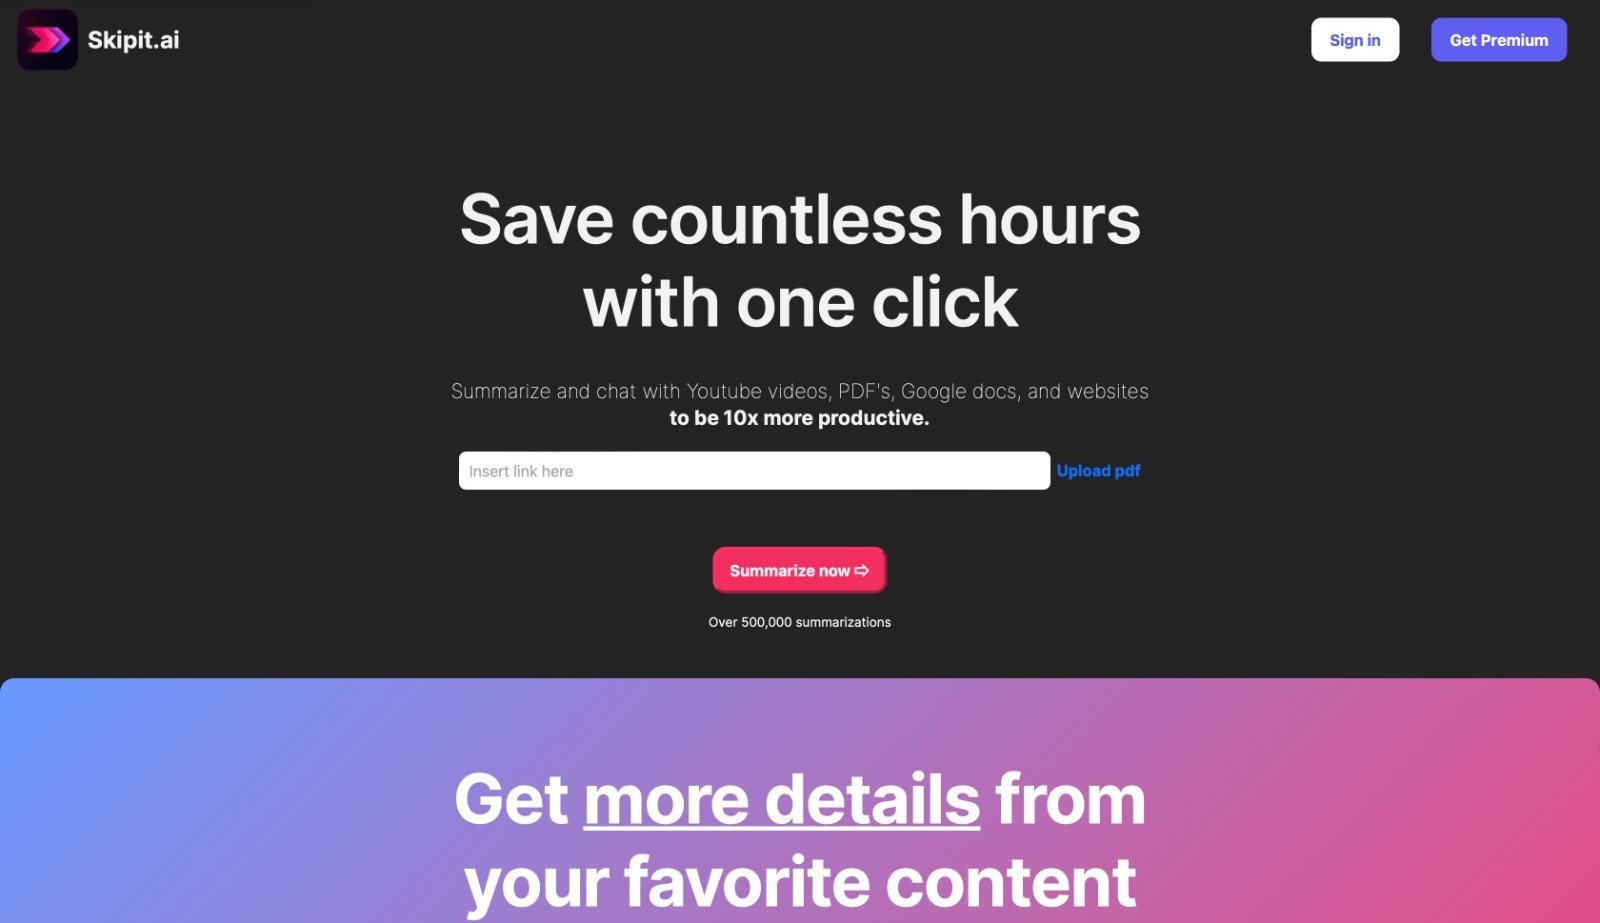 Skipit.ai
Sign in
Get Premium
Save countless hours
with one click
Summarize and chat with Youtube videos, PDF's, Google docs, and websites
to be 10x more productive.
Insert link here
Upload pdf
Summarize now ⇨
Over 500,000 summarizations
Get more details from
your favorite content